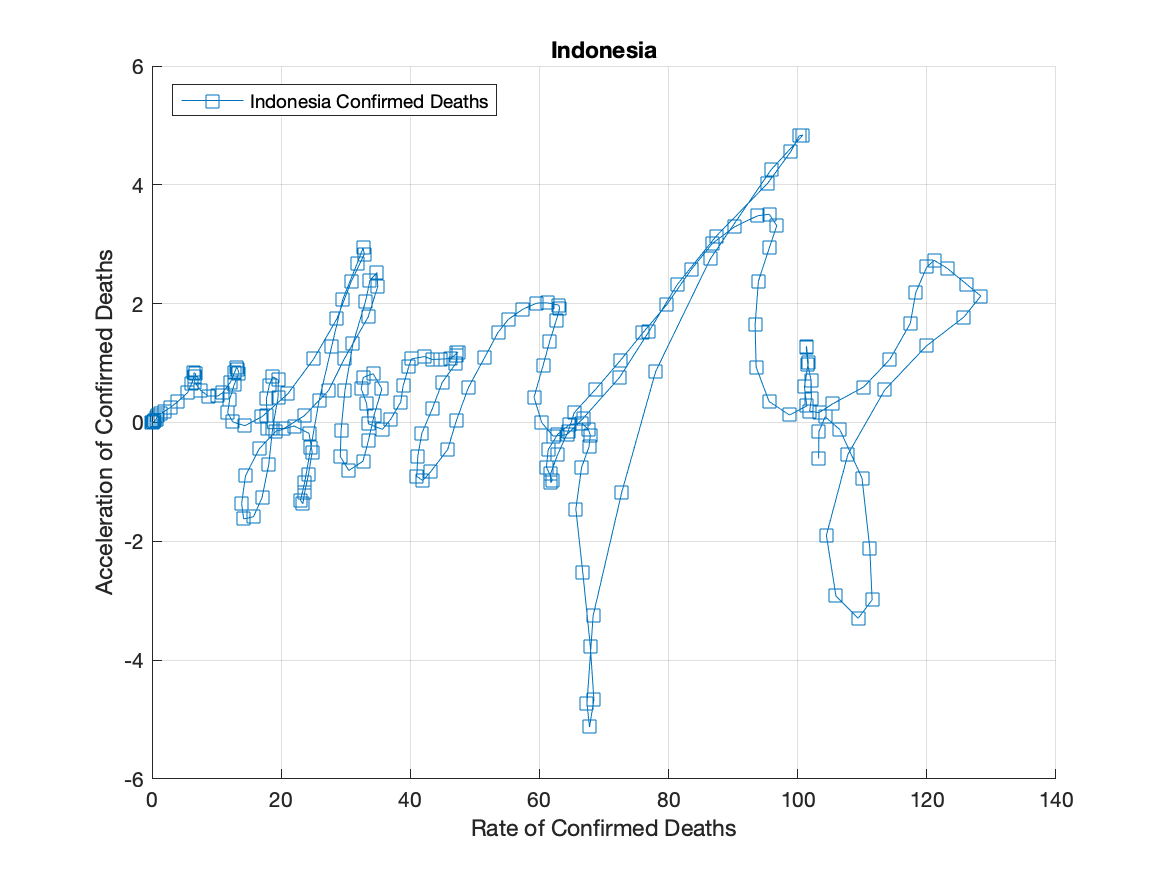 Indonesia
Indonesia Confirmed Deaths
Acceleration of Confirmed Deaths
6
4
2
0
-2
-4
-6
0 20 40 60 80 100 120 140
Rate of Confirmed Deaths